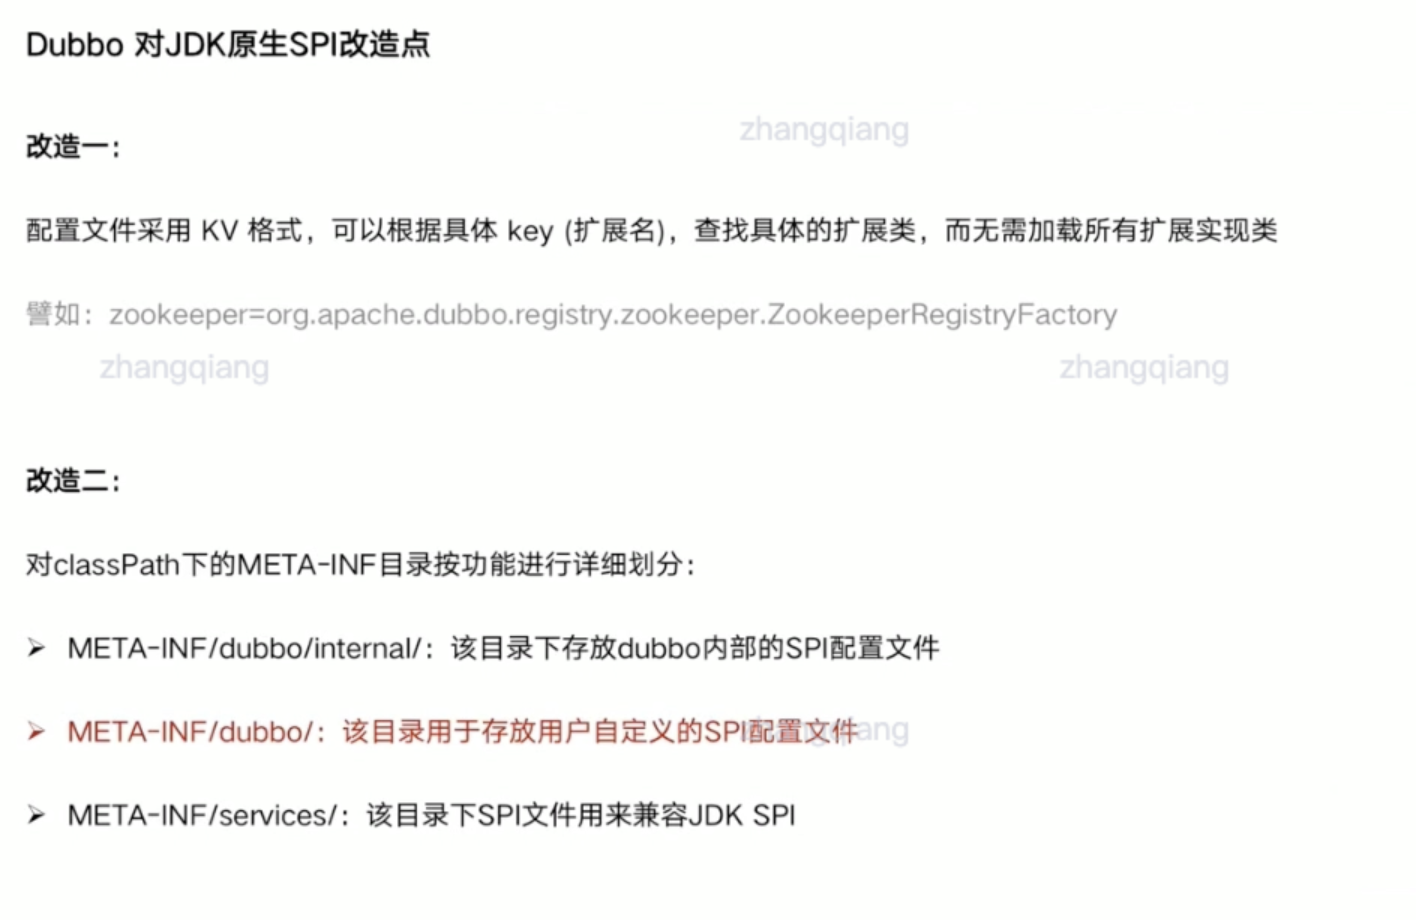 Dubbo 对JDK原生SPI改造点
zhangqiang
改造一：
配置文件采用 KV 格式，可以根据具体 key (扩展名)，查找具体的扩展类，而无需加载所有扩展实现类
譬如：zookeeper=org.apache.dubbo.registry.zookeeper.ZookeeperRegistryFactory
zhangqiang
zhangqiang
改造二：
对classPath下的META-INF目录按功能进行详细划分：
➢ META-INF/dubbo/internal/：该目录下存放dubbo内部的SPI配置文件
➢ META-INF/dubbo/：该目录用于存放用户自定义的SPI配置文件
zhangqiang
➢ META-INF/services/：该目录下SPI文件用来兼容JDK SPI